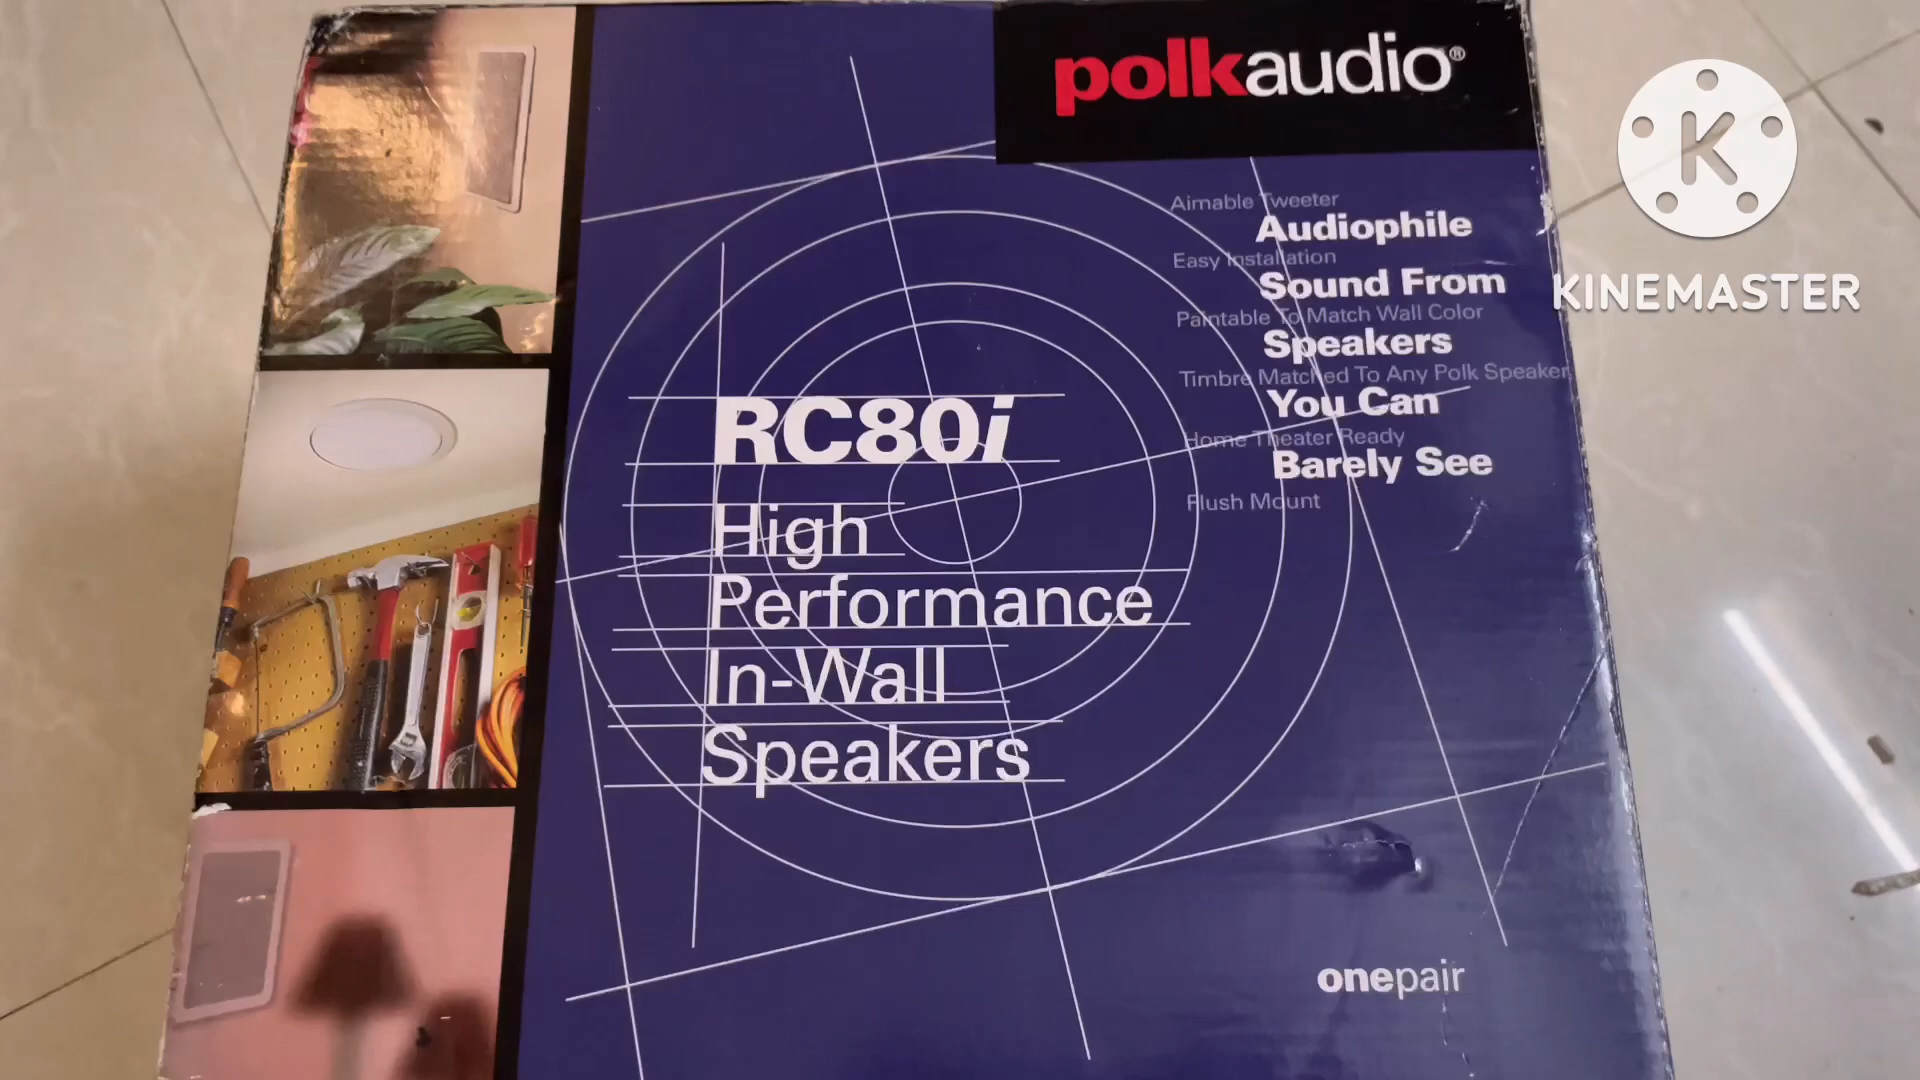 polkaudio®
Aimable Tweeter
Audiophile
Easy Installation
Sound From
Paintable To Match Wall Color
Speakers
Timbre Matched To Any Polk Speaker
You Can
Home Theater Ready
Barely See
Flush Mount
RC80i
High
Performance
In-Wall
Speakers
onepair
K
KINEMASTER